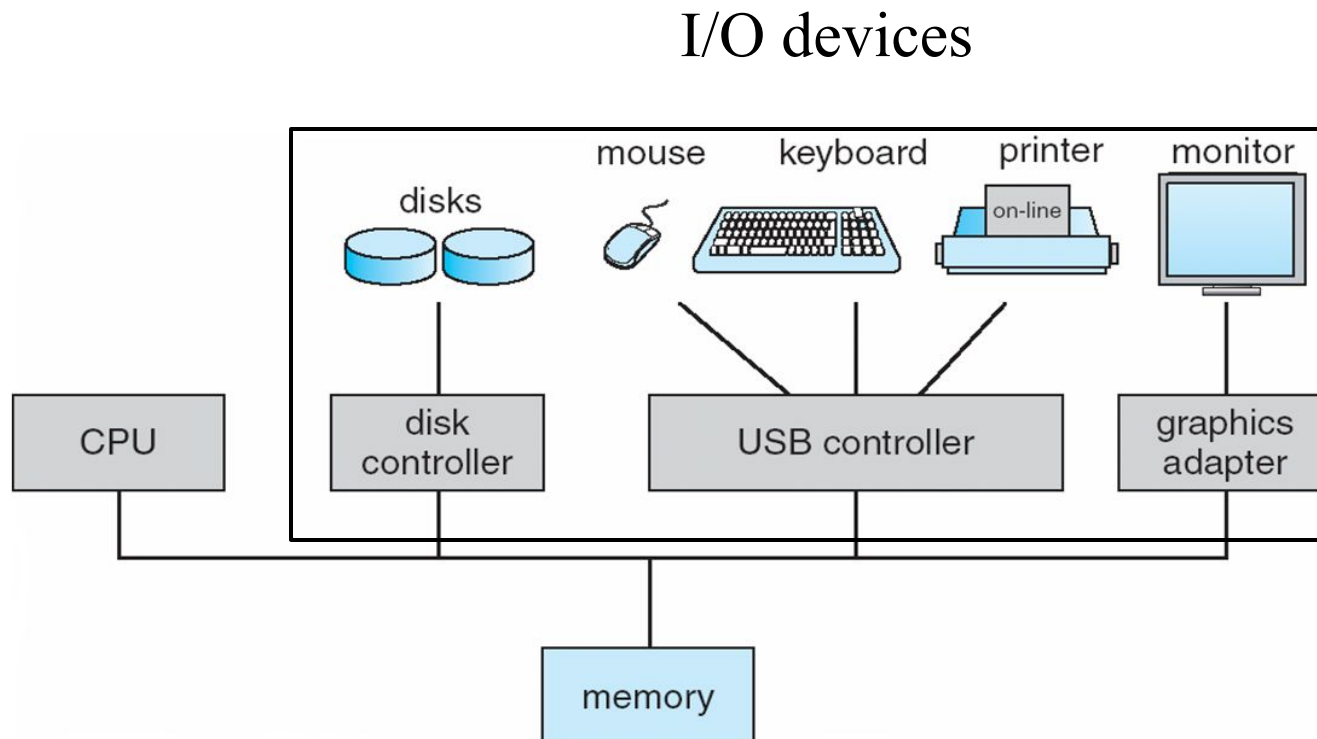 I/O devices
mouse keyboard printer monitor
disks
on-line
CPU
disk
controller
USB controller
graphics
adapter
memory